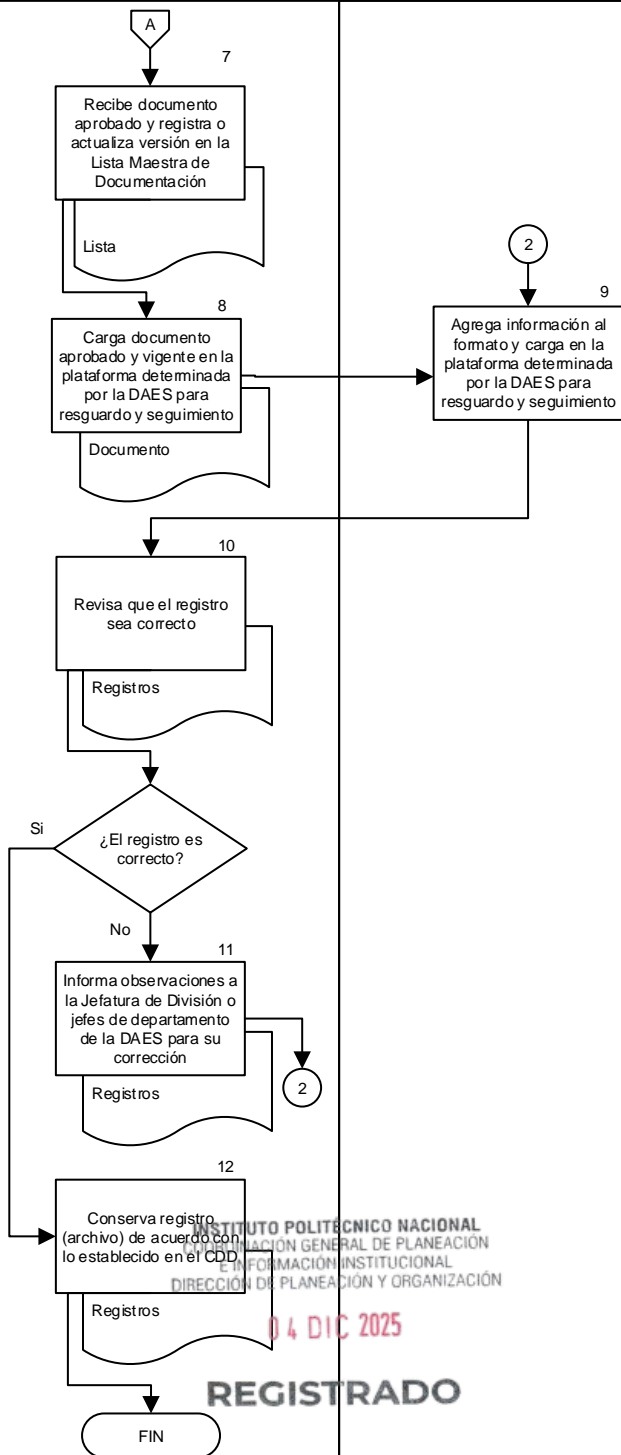 A
7
Recibe documento
aprobado y registra o
actualiza versión en la
Lista Maestra de
Documentación
Lista
2
8
Carga documento
aprobado y vigente en la
plataforma determinada
por la DAES para
resguardo y seguimiento
Documento
9
Agrega información al
formato y carga en la
plataforma determinada
por la DAES para
resguardo y seguimiento
10
Revisa que el registro
sea correcto
Registros
Si
¿El registro es
correcto?
No
11
Informa observaciones a
la Jefatura de División o
jefes de departamento
de la DAES para su
corrección
Registros
2
12
Conserva registro
(archivo) de acuerdo con
lo establecido en el CDD
Registros
INSTITUTO POLITÉCNICO NACIONAL
COORDINACIÓN GENERAL DE PLANEACIÓN
E INFORMACIÓN INSTITUCIONAL
DIRECCIÓN DE PLANEACIÓN Y ORGANIZACIÓN
04 DIC 2025
REGISTRADO
FIN